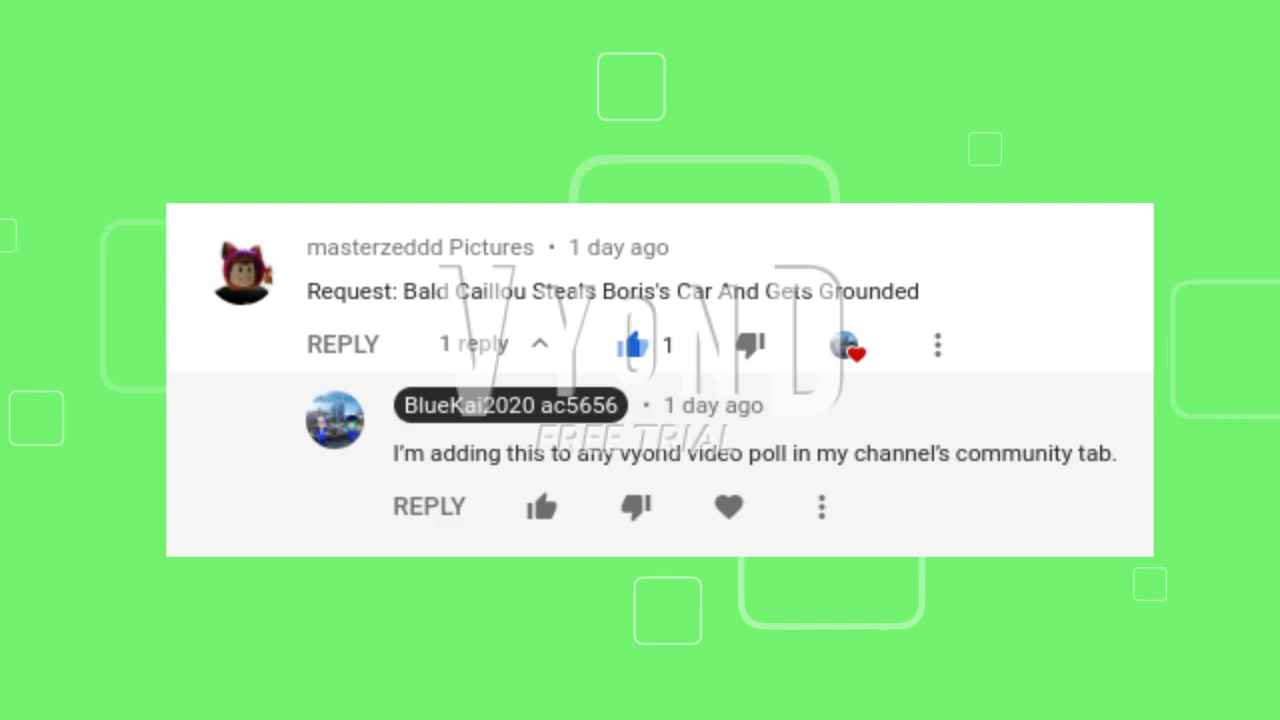 masterzeddd Pictures • 1 day ago
Request: Bald Caillou Steals Boris's Car And Gets Grounded
REPLY 1 reply 1
BlueKai2020 ac5656 • 1 day ago
I'm adding this to any vyond video poll in my channel's community tab.
REPLY
VYOND
FREE TRIAL